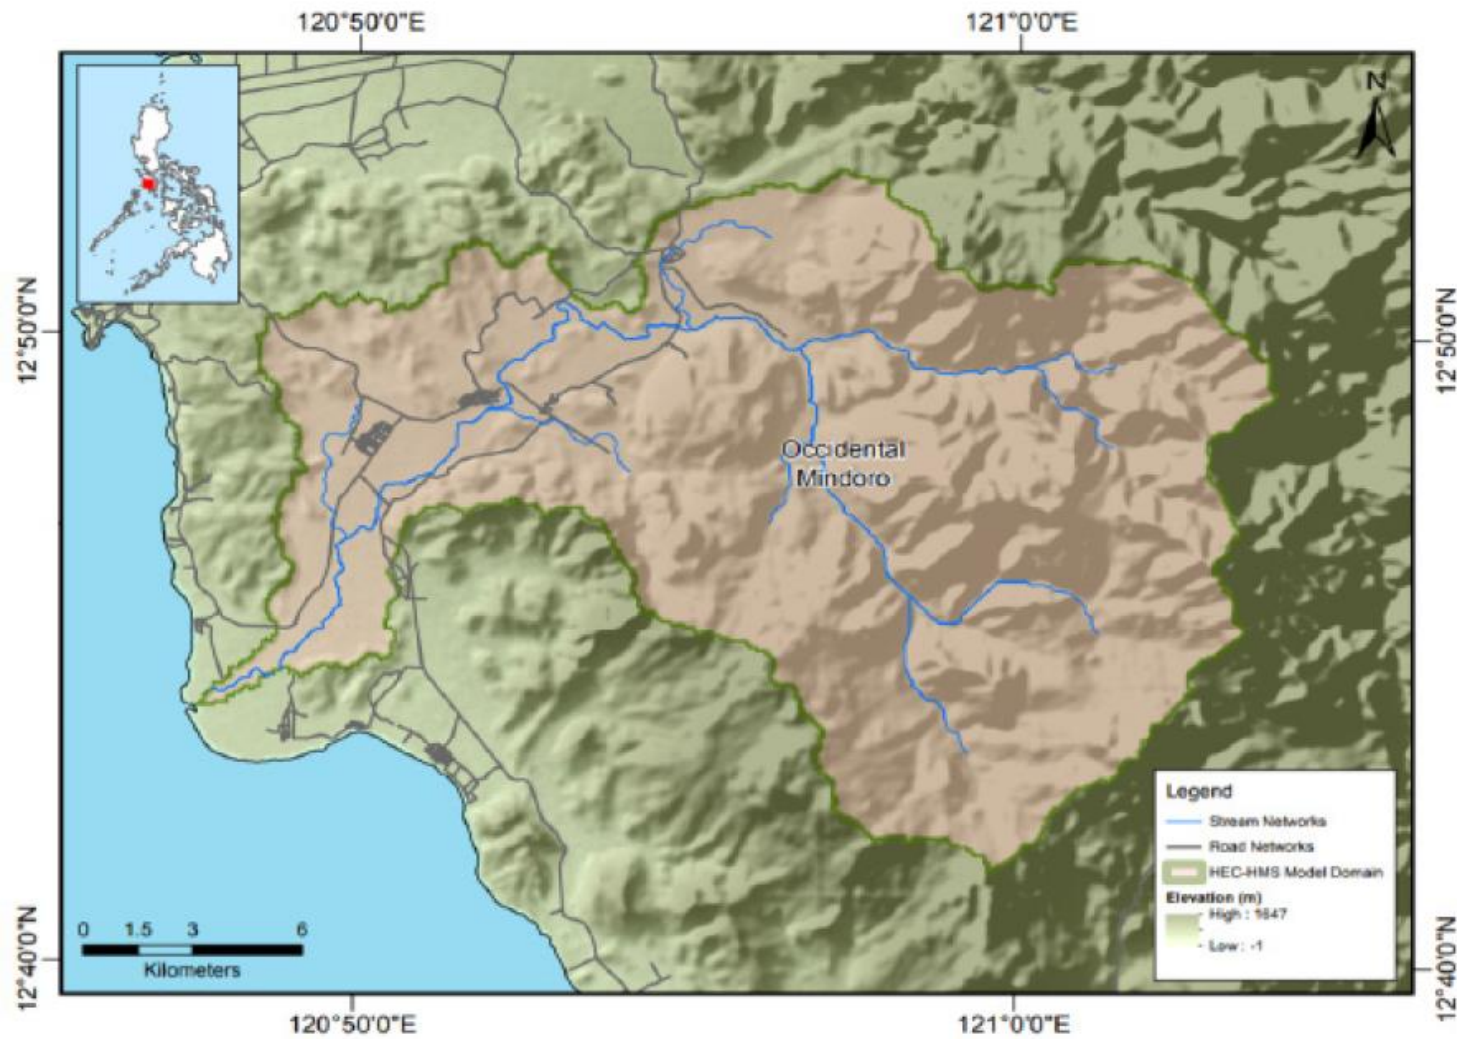 120°50'0"E
121°0'0"E
N
12°50'0"N
12°50'0"N
Occidental
Mindoro
Legend
Stream Networks
Road Networks
HEC-HMS Model Domain
Elevation (m)
High : 1647
Low : -1
0 1.5 3 6
Kilometers
12°40'0"N
12°40'0"N
120°50'0"E
121°0'0"E